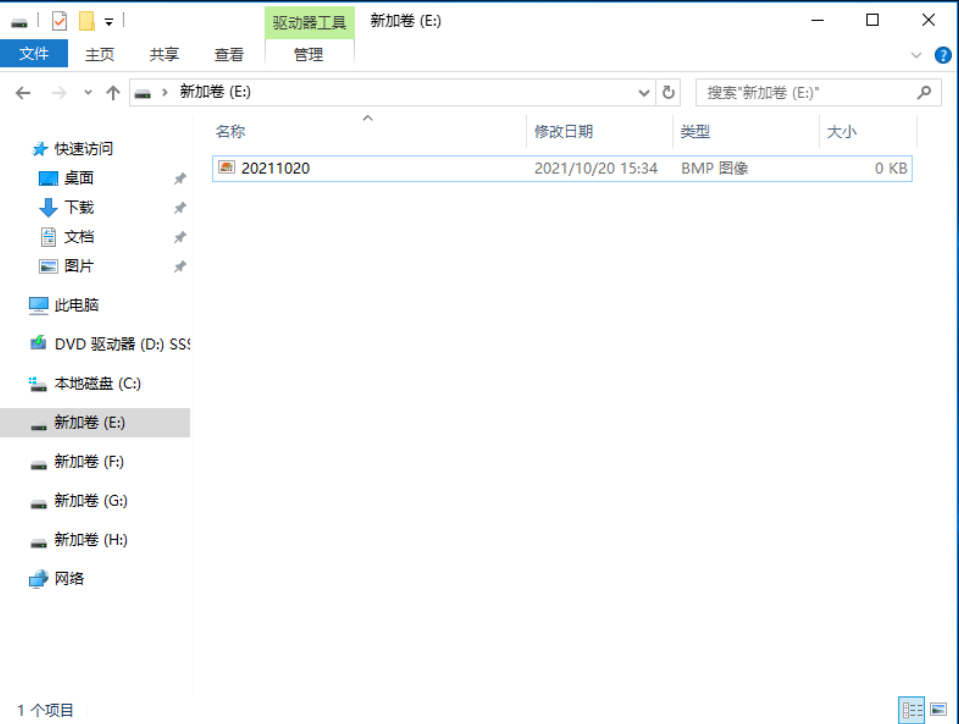 驱动器工具 新加卷 (E:)
文件 主页 共享 查看 管理
新加卷 (E:) 搜索"新加卷 (E:)"
名称 修改日期 类型 大小
20211020 2021/10/20 15:34 BMP 图像 0 KB
快速访问
桌面
下载
文档
图片
此电脑
DVD 驱动器 (D:) SS
本地磁盘 (C:)
新加卷 (E:)
新加卷 (F:)
新加卷 (G:)
新加卷 (H:)
网络
1 个项目